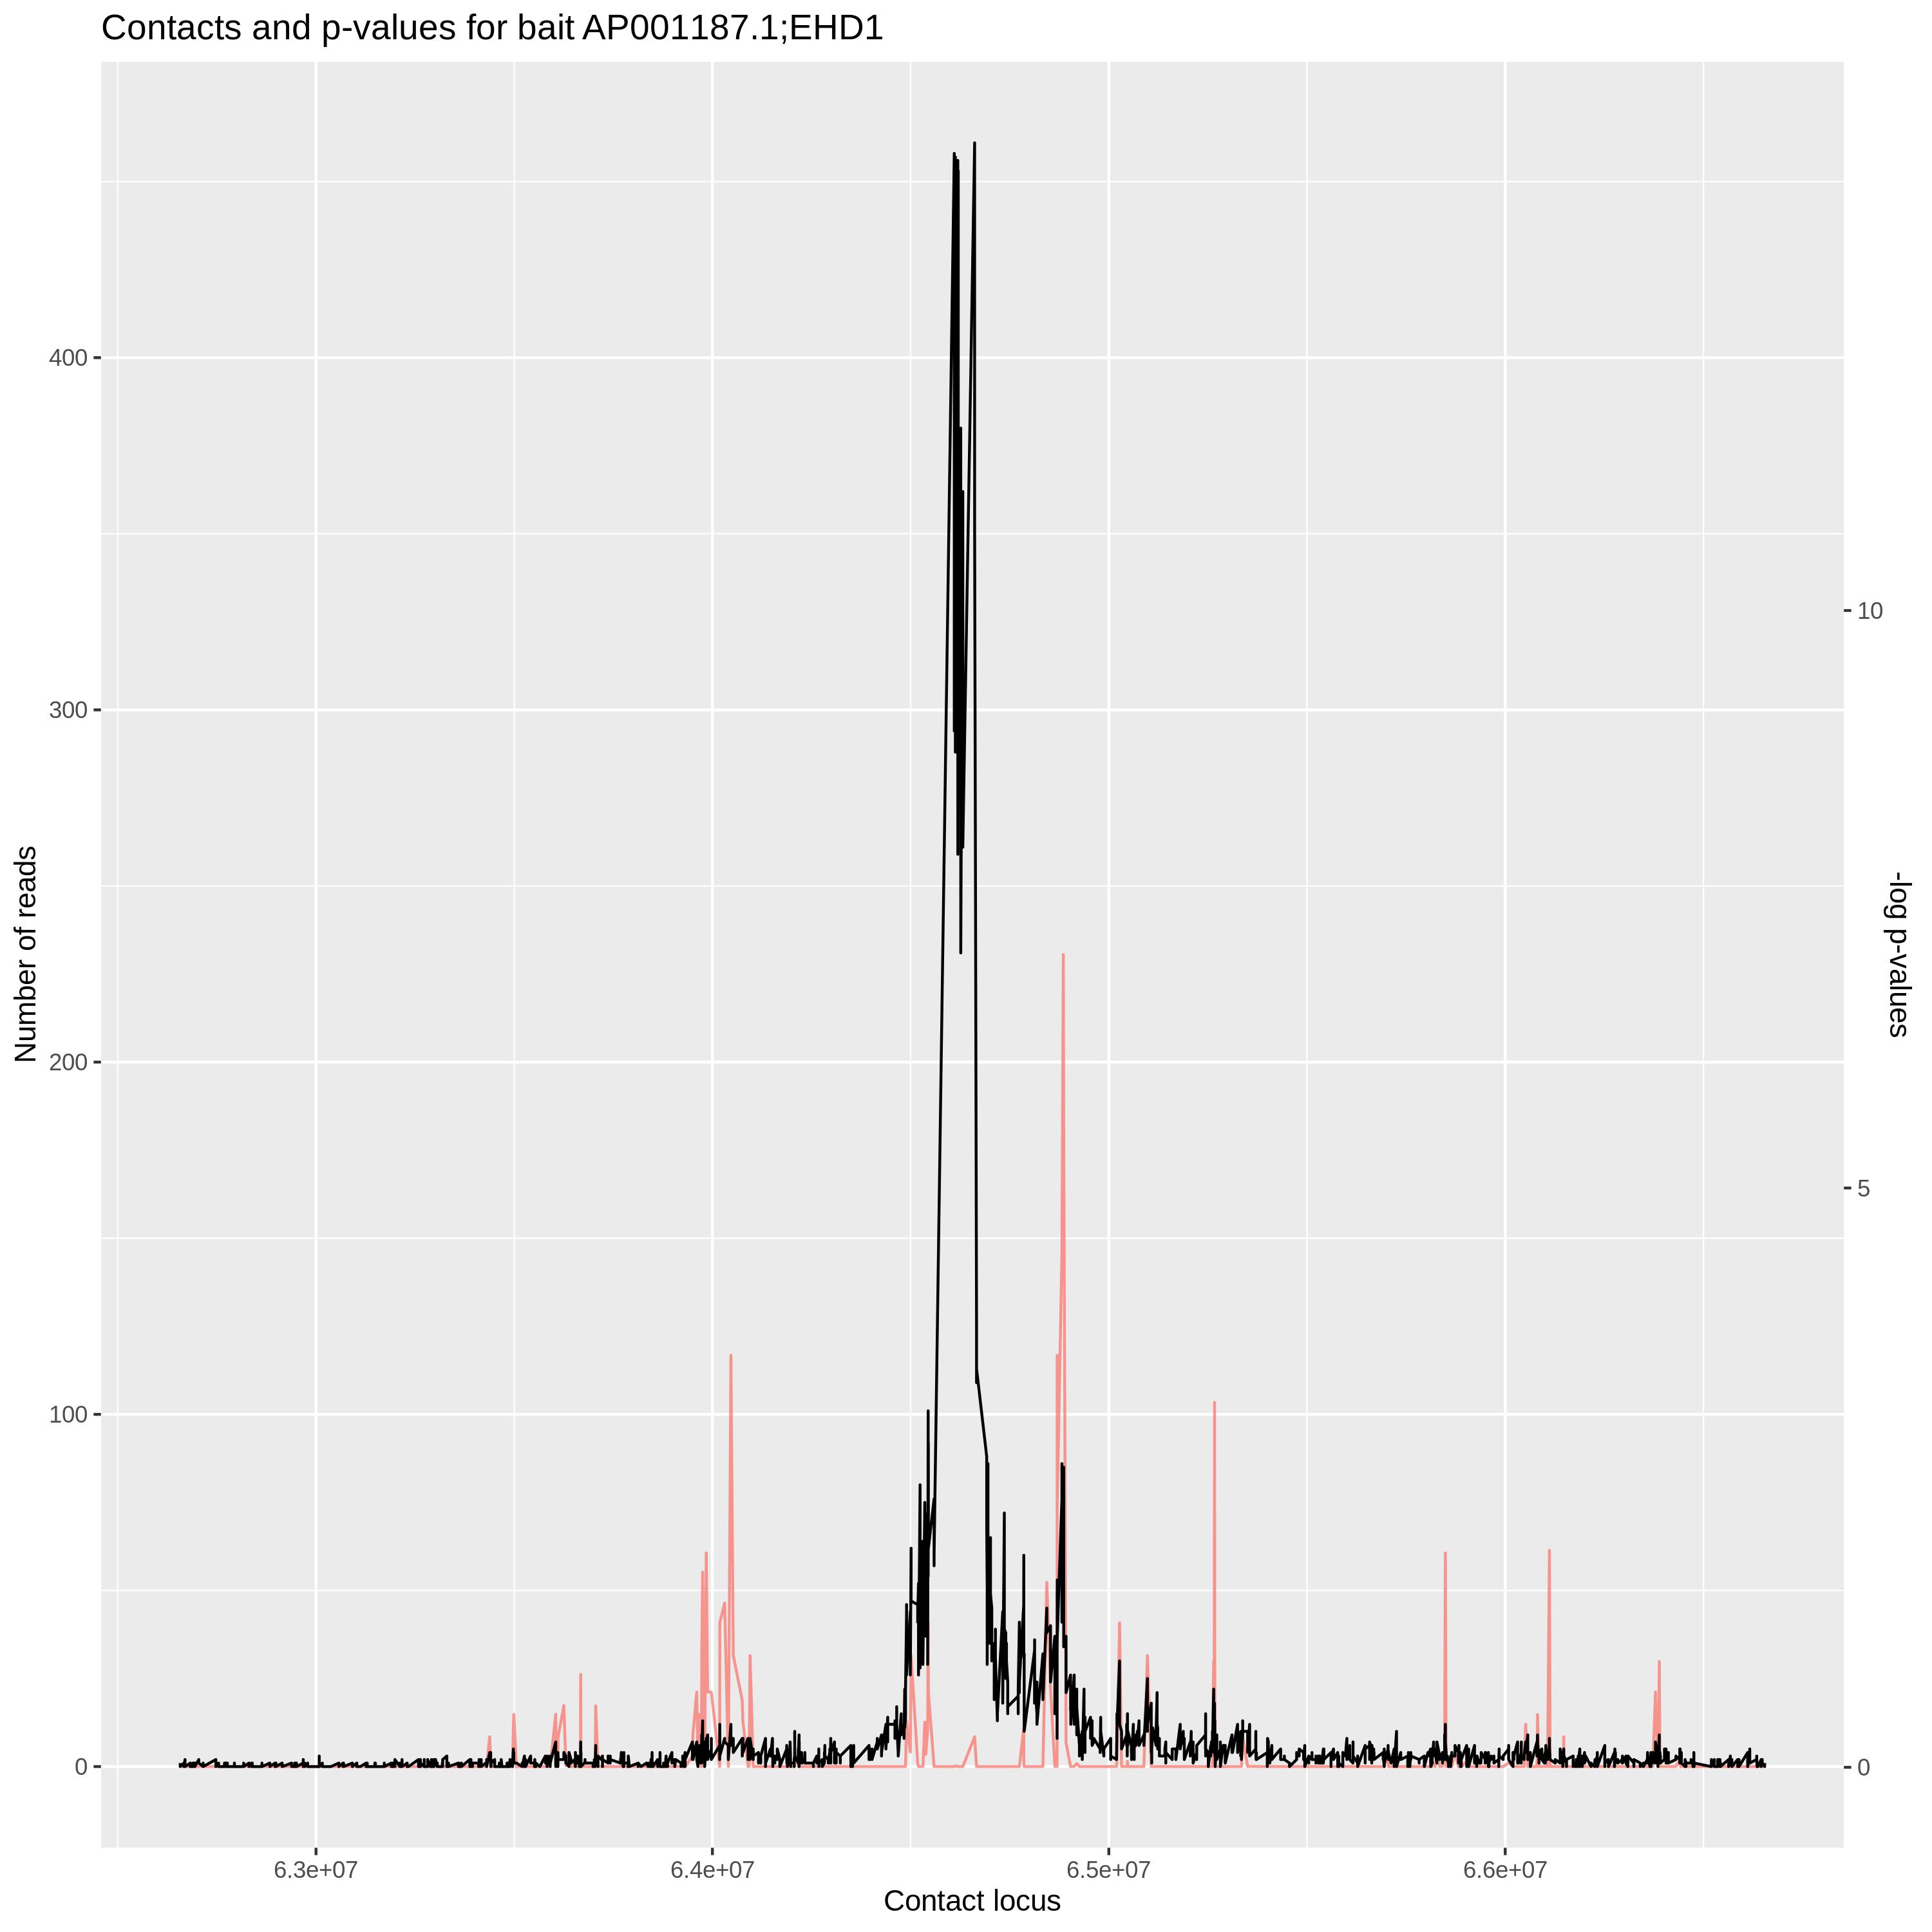 Contacts and p-values for bait AP001187.1;EHD1
400
300
200
100
0
Number of reads
10
5
0
-log p-values
6.3e+07
6.4e+07
6.5e+07
6.6e+07
Contact locus